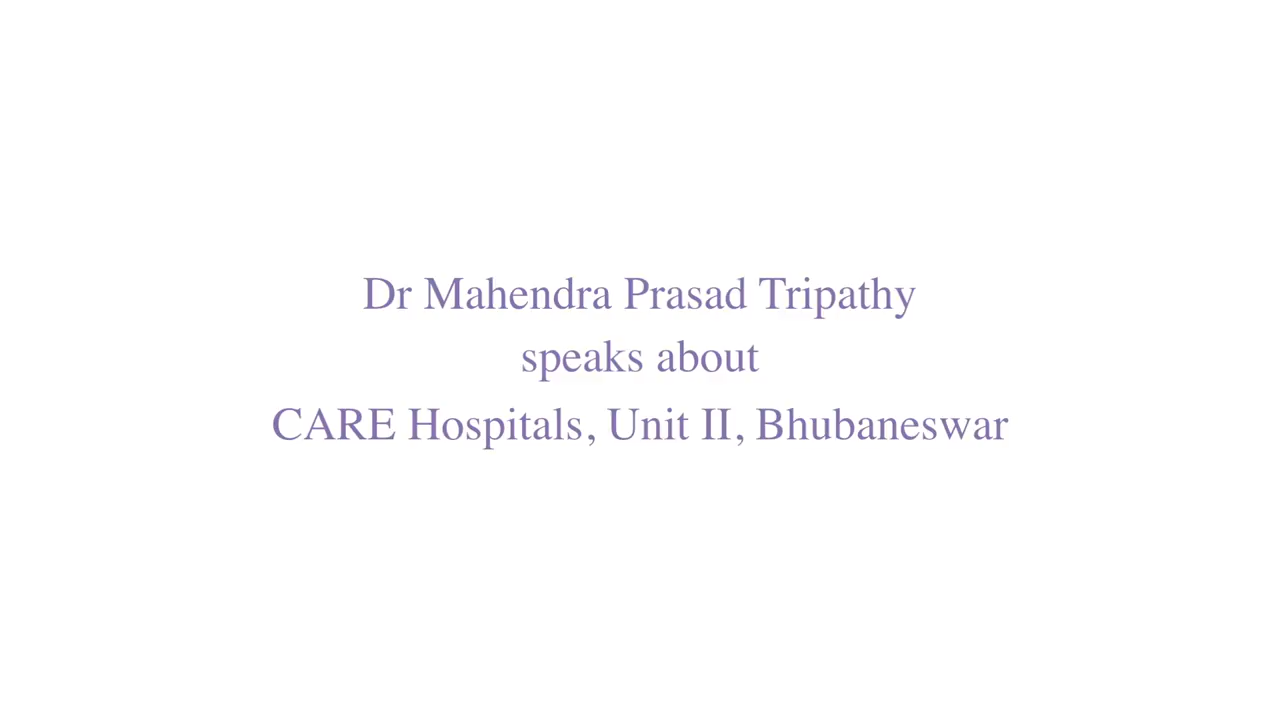 Dr Mahendra Prasad Tripathy
speaks about
CARE Hospitals, Unit II, Bhubaneswar